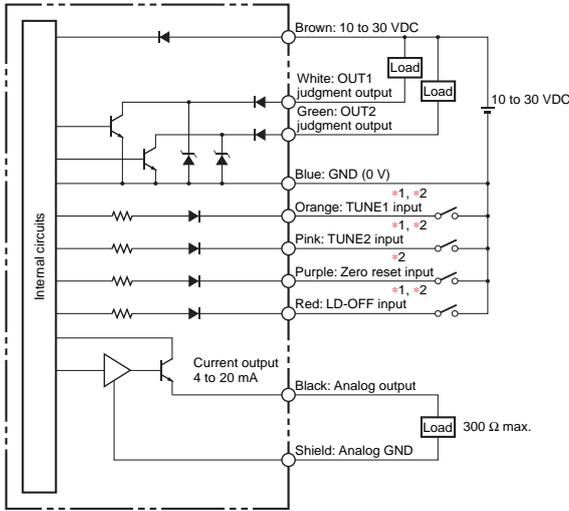 Brown: 10 to 30 VDC
Load
White: OUT1
judgment output
Load
10 to 30 VDC
Green: OUT2
judgment output
Blue: GND (0 V)
*1, *2
Orange: TUNE1 input
*1, *2
Pink: TUNE2 input
*2
Purple: Zero reset input
*1, *2
Red: LD-OFF input
Internal circuits
Current output
4 to 20 mA
Black: Analog output
Load
300 Ω max.
Shield: Analog GND